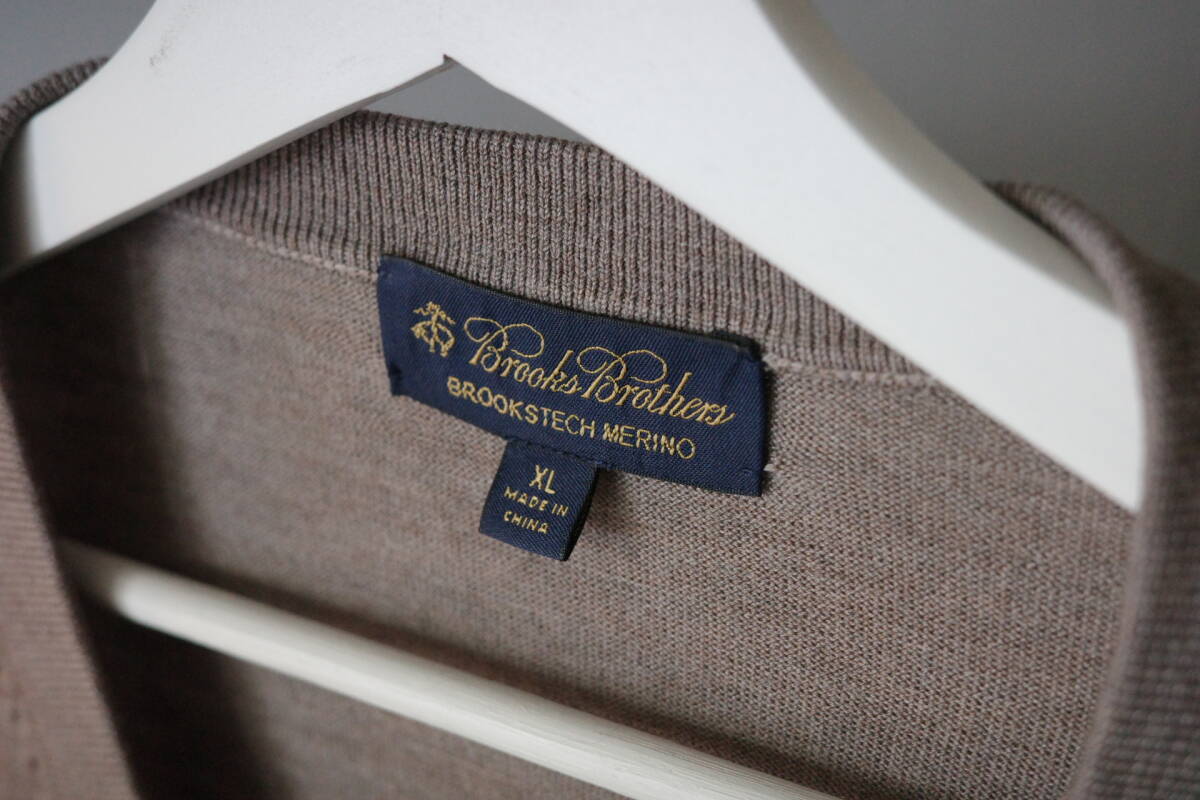 Brooks Brothers
BROOKSTECH MERINO
XL
MADE IN
CHINA